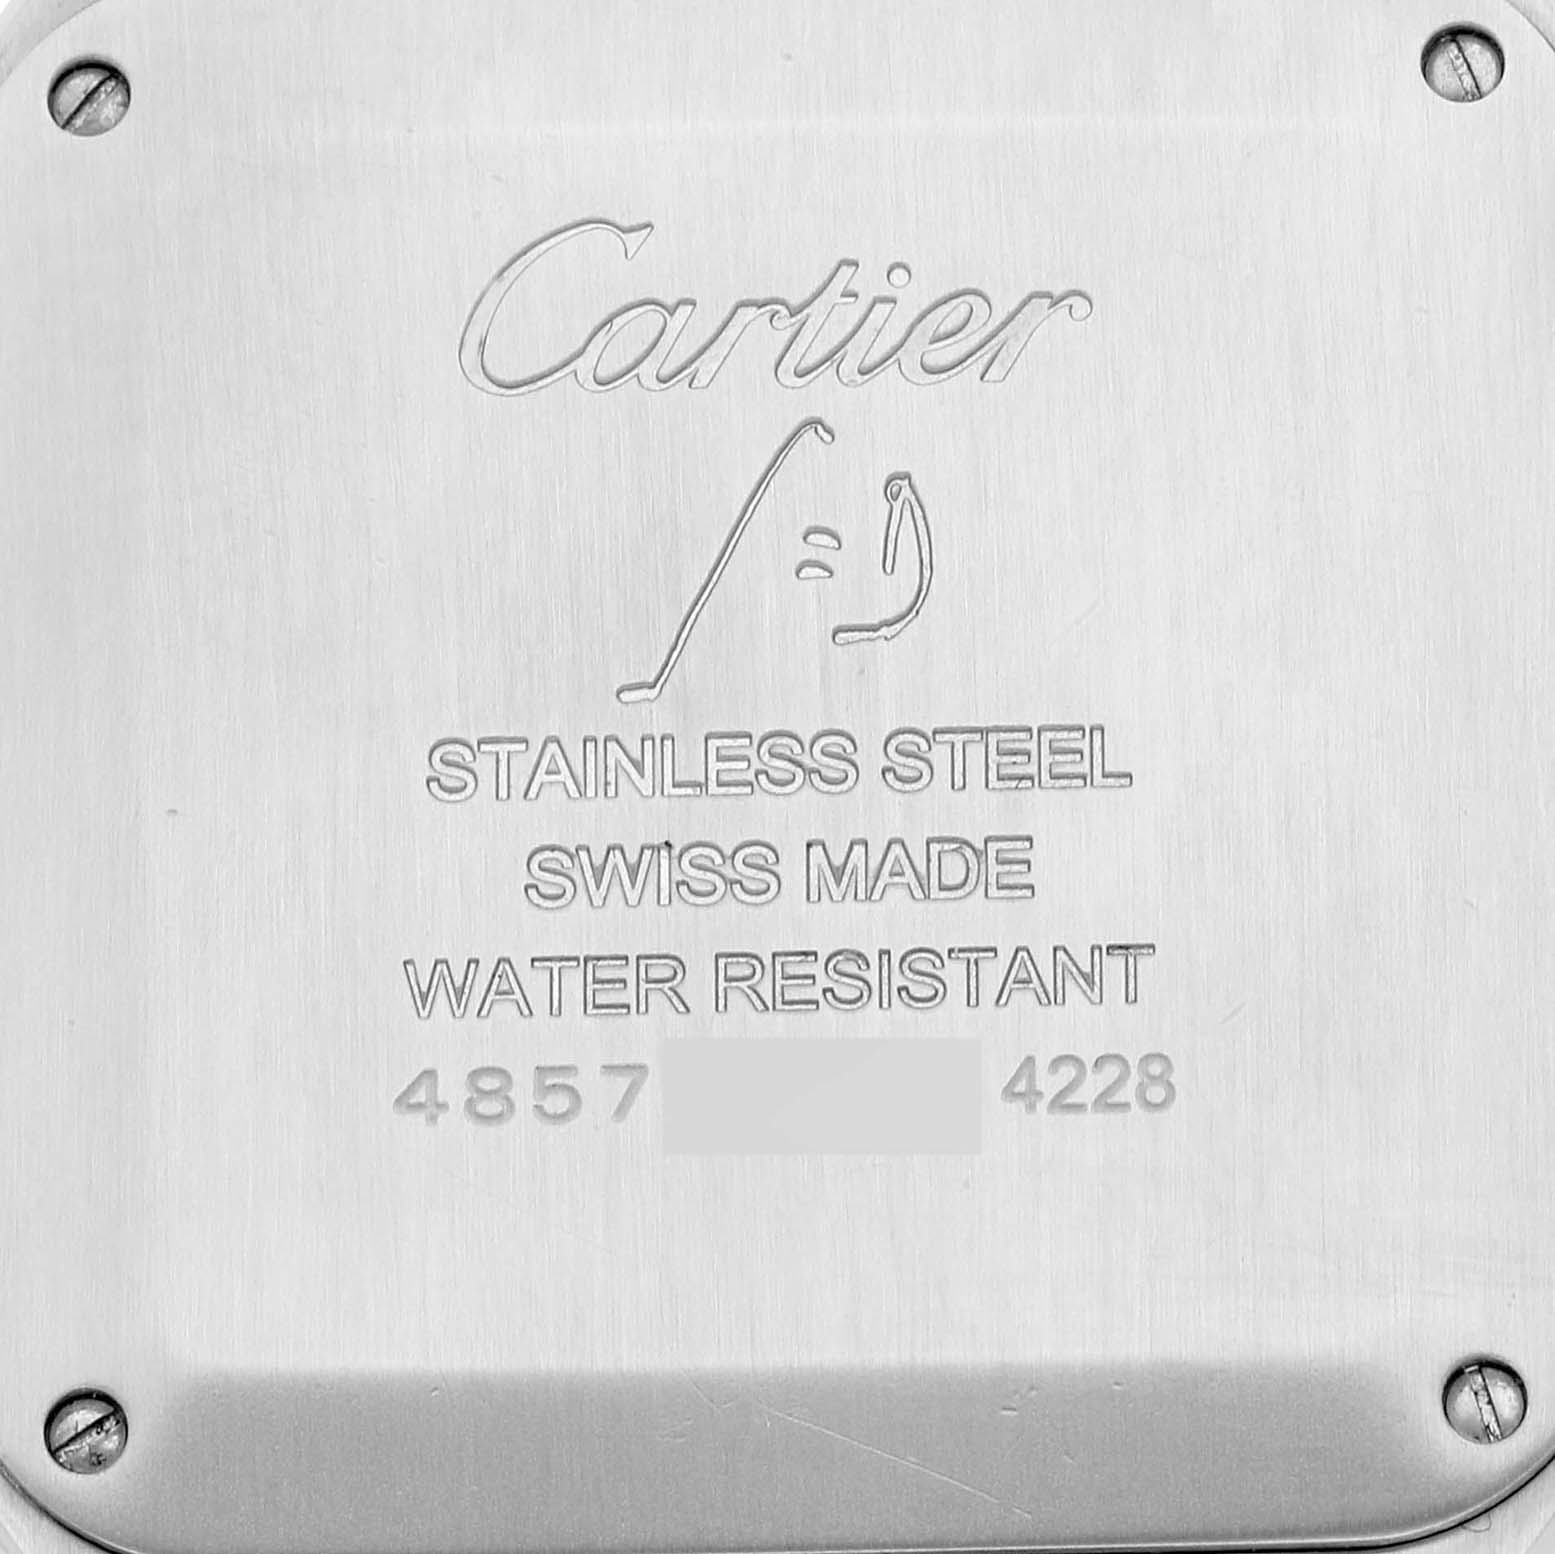 Cartier
STAINLESS STEEL
SWISS MADE
WATER RESISTANT
4857 4228